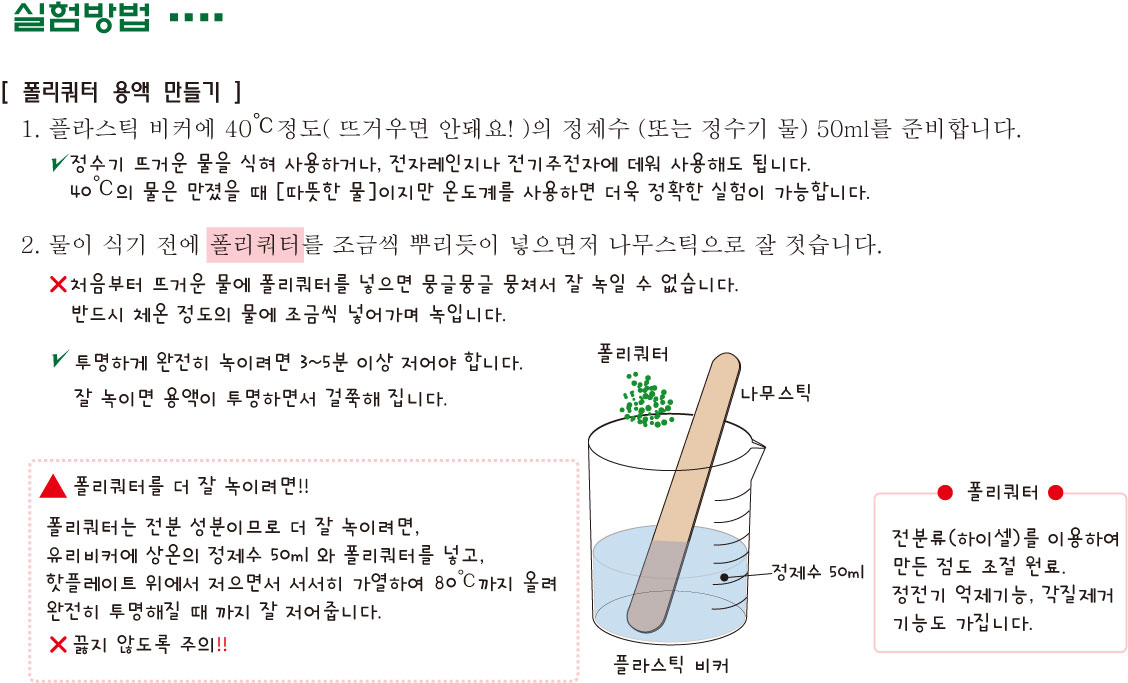 실험방법 ····
[ 폴리쿼터 용액 만들기 ]
1. 플라스틱 비커에 40℃정도( 뜨거우면 안돼요! )의 정제수 (또는 정수기 물) 50ml를 준비합니다.
✔정수기 뜨거운 물을 식혀 사용하거나, 전자레인지나 전기주전자에 데워 사용해도 됩니다.
40℃의 물은 만졌을 때 [따뜻한 물]이지만 온도계를 사용하면 더욱 정확한 실험이 가능합니다.
2. 물이 식기 전에 폴리쿼터를 조금씩 뿌리듯이 넣으면저 나무스틱으로 잘 젓습니다.
❌처음부터 뜨거운 물에 폴리쿼터를 넣으면 뭉글뭉글 뭉쳐서 잘 녹일 수 없습니다.
반드시 체온 정도의 물에 조금씩 넣어가며 녹입니다.
✔ 투명하게 완전히 녹이려면 3~5분 이상 저어야 합니다.
잘 녹이면 용액이 투명하면서 걸쭉해 집니다.
폴리쿼터
나무스틱
정제수 50ml
플라스틱 비커
▲ 폴리쿼터를 더 잘 녹이려면!!
폴리쿼터는 전분 성분이므로 더 잘 녹이려면,
유리비커에 상온의 정제수 50ml 와 폴리쿼터를 넣고,
핫플레이트 위에서 저으면서 서서히 가열하여 80℃까지 올려
완전히 투명해질 때 까지 잘 저어줍니다.
❌ 끓지 않도록 주의!!
● 폴리쿼터 ●
전분류(하이셀)를 이용하여
만든 점도 조절 원료.
정전기 억제기능, 각질제거
기능도 가집니다.